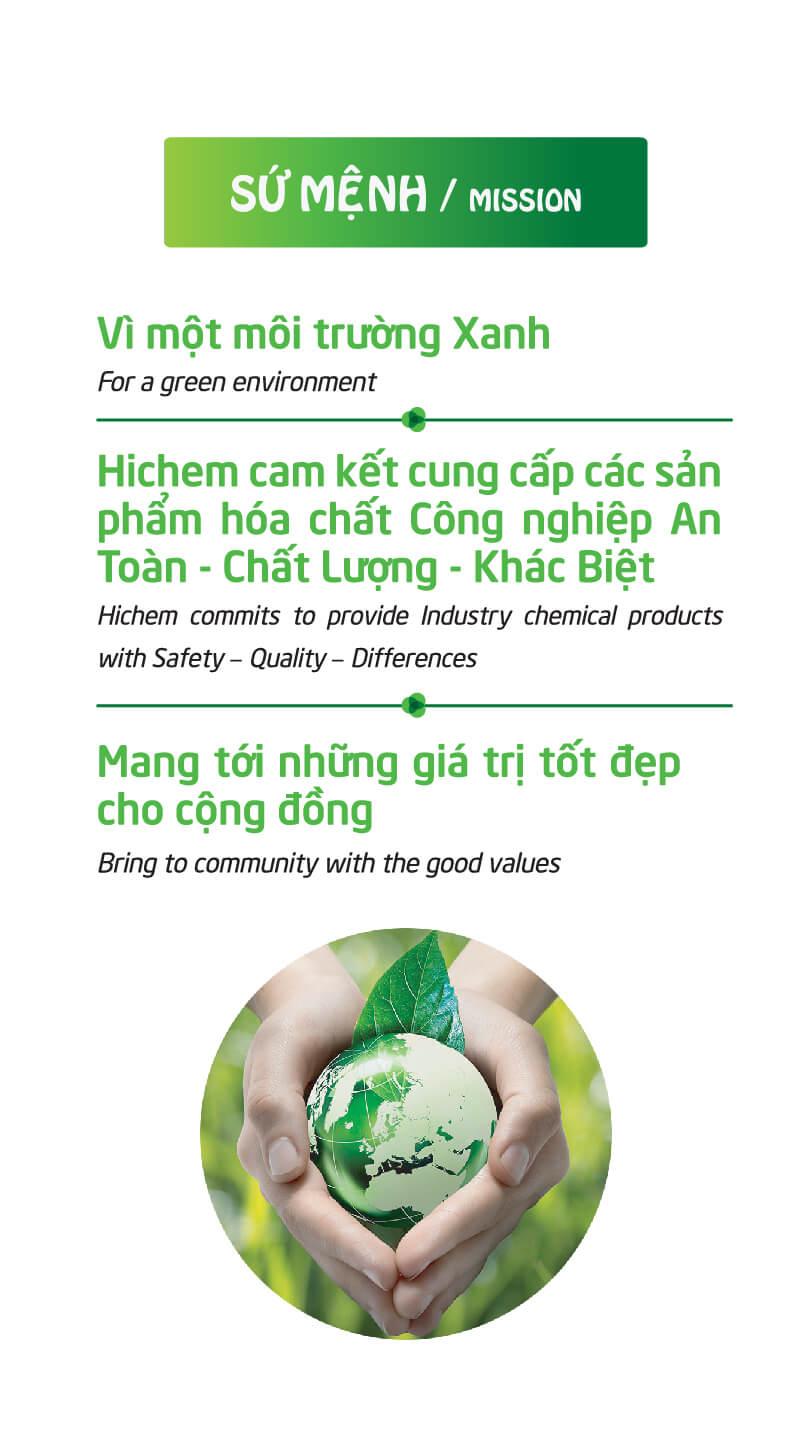 SỨ MỆNH / MISSION
Vì một môi trường Xanh
For a green environment
Hichem cam kết cung cấp các sản
phẩm hóa chất Công nghiệp An
Toàn - Chất Lượng - Khác Biệt
Hichem commits to provide Industry chemical products
with Safety – Quality – Differences
Mang tới những giá trị tốt đẹp
cho cộng đồng
Bring to community with the good values